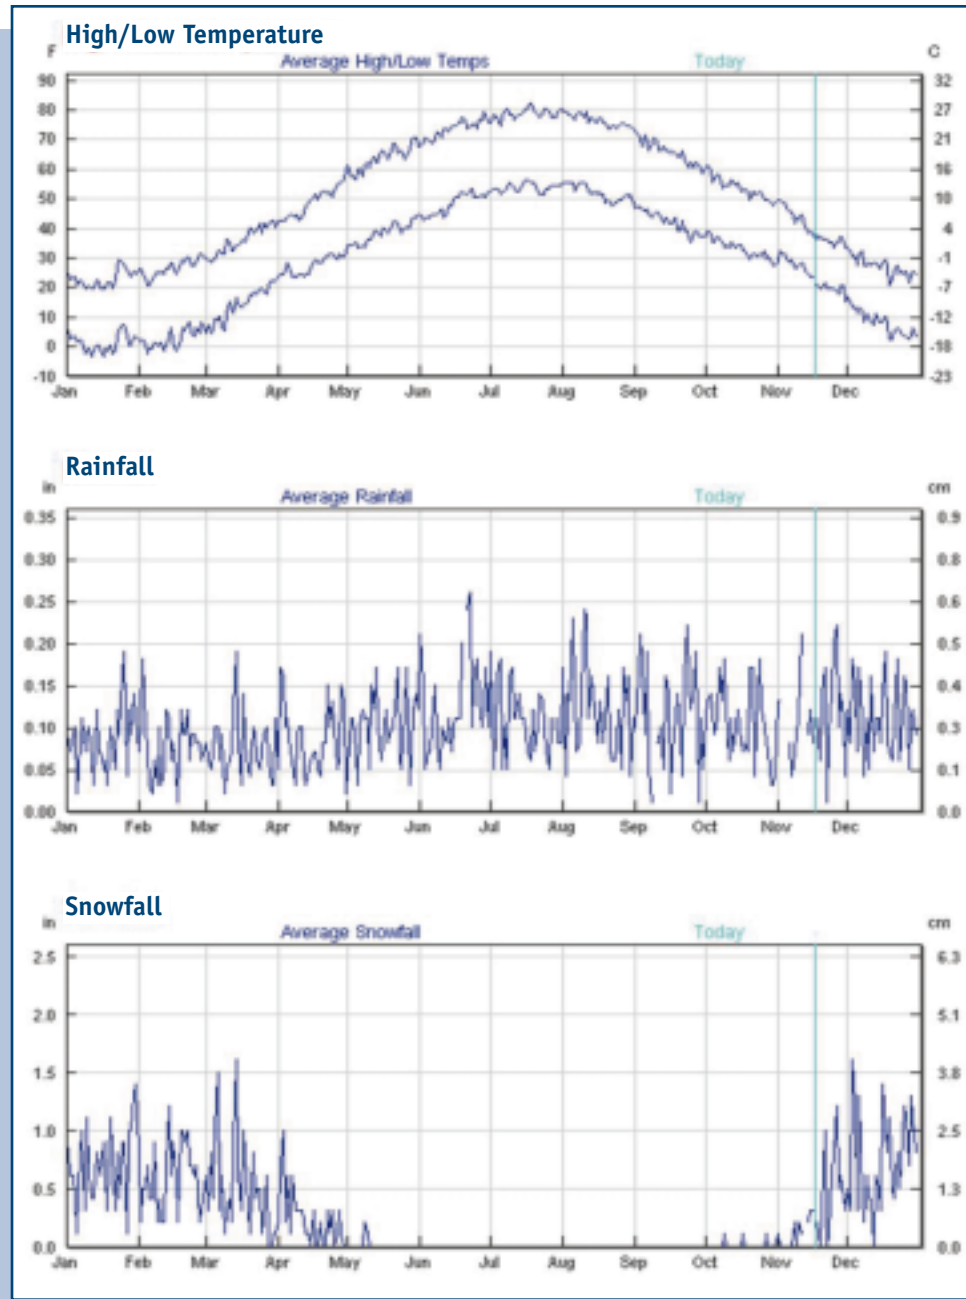 High/Low Temperature
F Average High/Low Temps Today C
90 32
80 27
70 21
60 16
50 10
40 4
30 -1
20 -7
10 -12
0 -18
-10 -23
Jan Feb Mar Apr May Jun Jul Aug Sep Oct Nov Dec
Rainfall
in Average Rainfall Today cm
0.35 0.9
0.30 0.8
0.25 0.6
0.20 0.5
0.15 0.4
0.10 0.3
0.05 0.1
0.00 0.0
Jan Feb Mar Apr May Jun Jul Aug Sep Oct Nov Dec
Snowfall
in Average Snowfall Today cm
2.5 6.3
2.0 5.1
1.5 3.8
1.0 2.5
0.5 1.3
0.0 0.0
Jan Feb Mar Apr May Jun Jul Aug Sep Oct Nov Dec